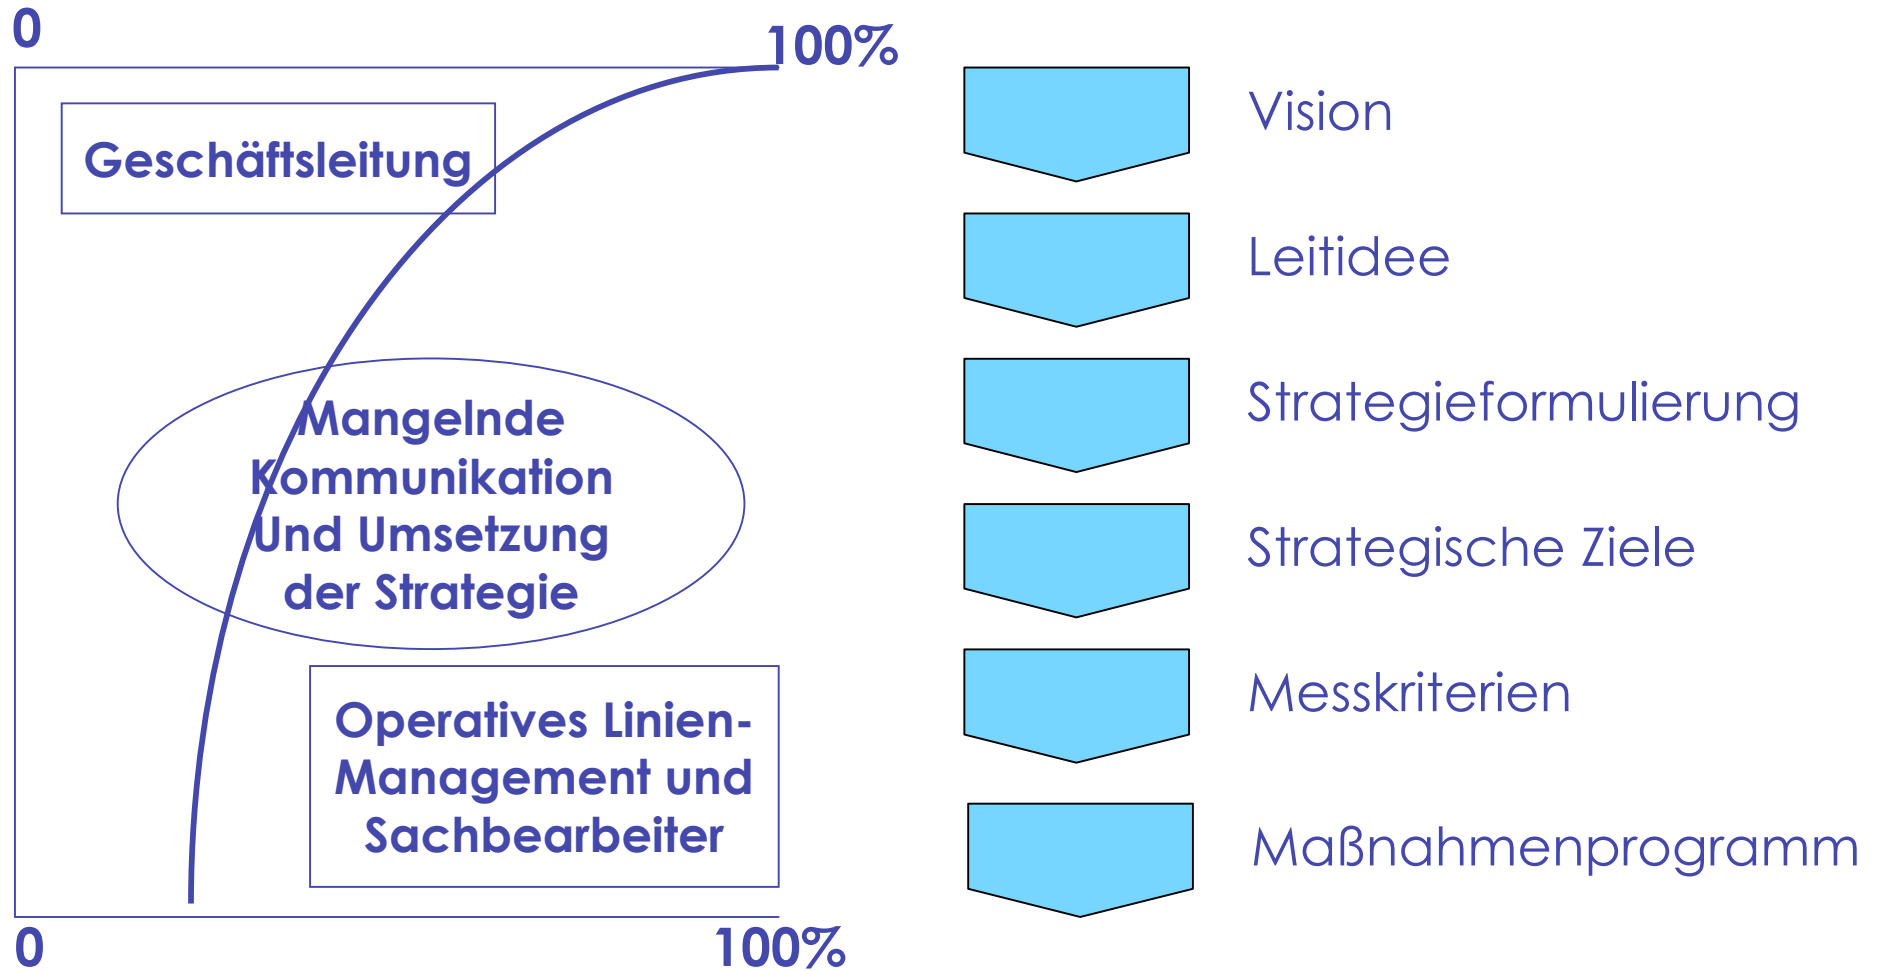 0
100%
Geschäftsleitung
Mangelnde
Kommunikation
Und Umsetzung
der Strategie
Operatives Linien-
Management und
Sachbearbeiter
0
100%
Vision
Leitidee
Strategieformulierung
Strategische Ziele
Messkriterien
Maßnahmenprogramm